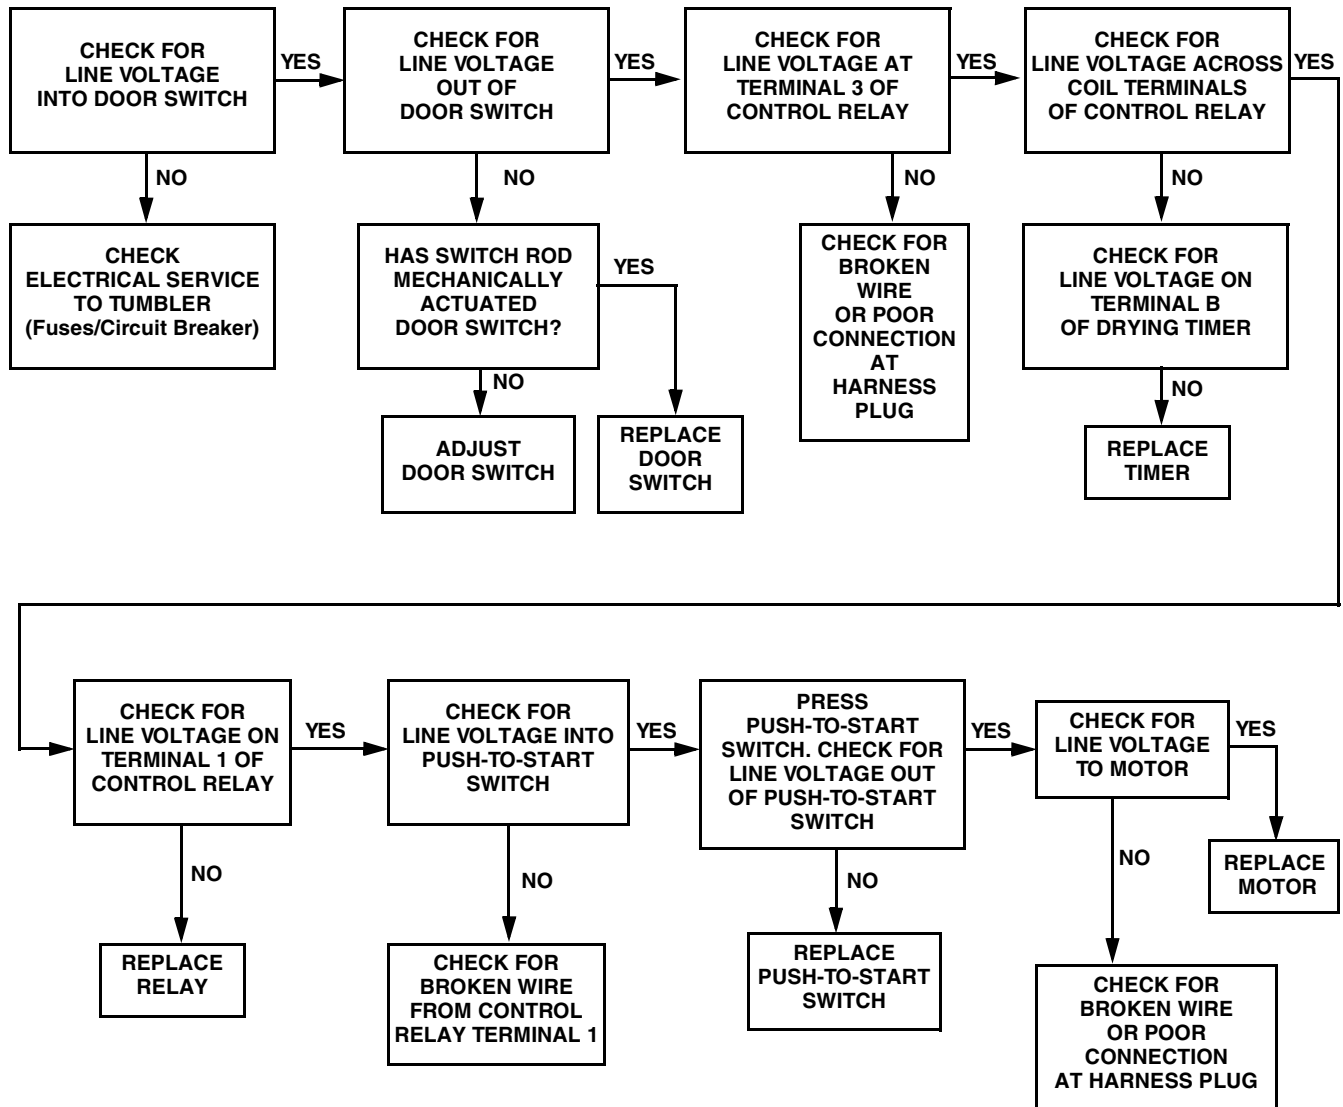 CHECK FOR
LINE VOLTAGE
INTO DOOR SWITCH
YES
CHECK FOR
LINE VOLTAGE
OUT OF
DOOR SWITCH
YES
CHECK FOR
LINE VOLTAGE AT
TERMINAL 3 OF
CONTROL RELAY
YES
CHECK FOR
LINE VOLTAGE ACROSS
COIL TERMINALS
OF CONTROL RELAY
YES
NO
NO
NO
NO
CHECK
ELECTRICAL SERVICE
TO TUMBLER
(Fuses/Circuit Breaker)
HAS SWITCH ROD
MECHANICALLY
ACTUATED
DOOR SWITCH?
YES
CHECK FOR
BROKEN
WIRE
OR POOR
CONNECTION
AT
HARNESS
PLUG
CHECK FOR
LINE VOLTAGE ON
TERMINAL B
OF DRYING TIMER
NO
NO
ADJUST
DOOR SWITCH
REPLACE
DOOR
SWITCH
REPLACE
TIMER
CHECK FOR
LINE VOLTAGE ON
TERMINAL 1 OF
CONTROL RELAY
YES
CHECK FOR
LINE VOLTAGE INTO
PUSH-TO-START
SWITCH
YES
PRESS
PUSH-TO-START
SWITCH. CHECK FOR
LINE VOLTAGE OUT
OF PUSH-TO-START
SWITCH
YES
CHECK FOR
LINE VOLTAGE
TO MOTOR
YES
NO
NO
NO
NO
REPLACE
MOTOR
REPLACE
RELAY
CHECK FOR
BROKEN WIRE
FROM CONTROL
RELAY TERMINAL 1
REPLACE
PUSH-TO-START
SWITCH
CHECK FOR
BROKEN WIRE
OR POOR
CONNECTION
AT HARNESS PLUG